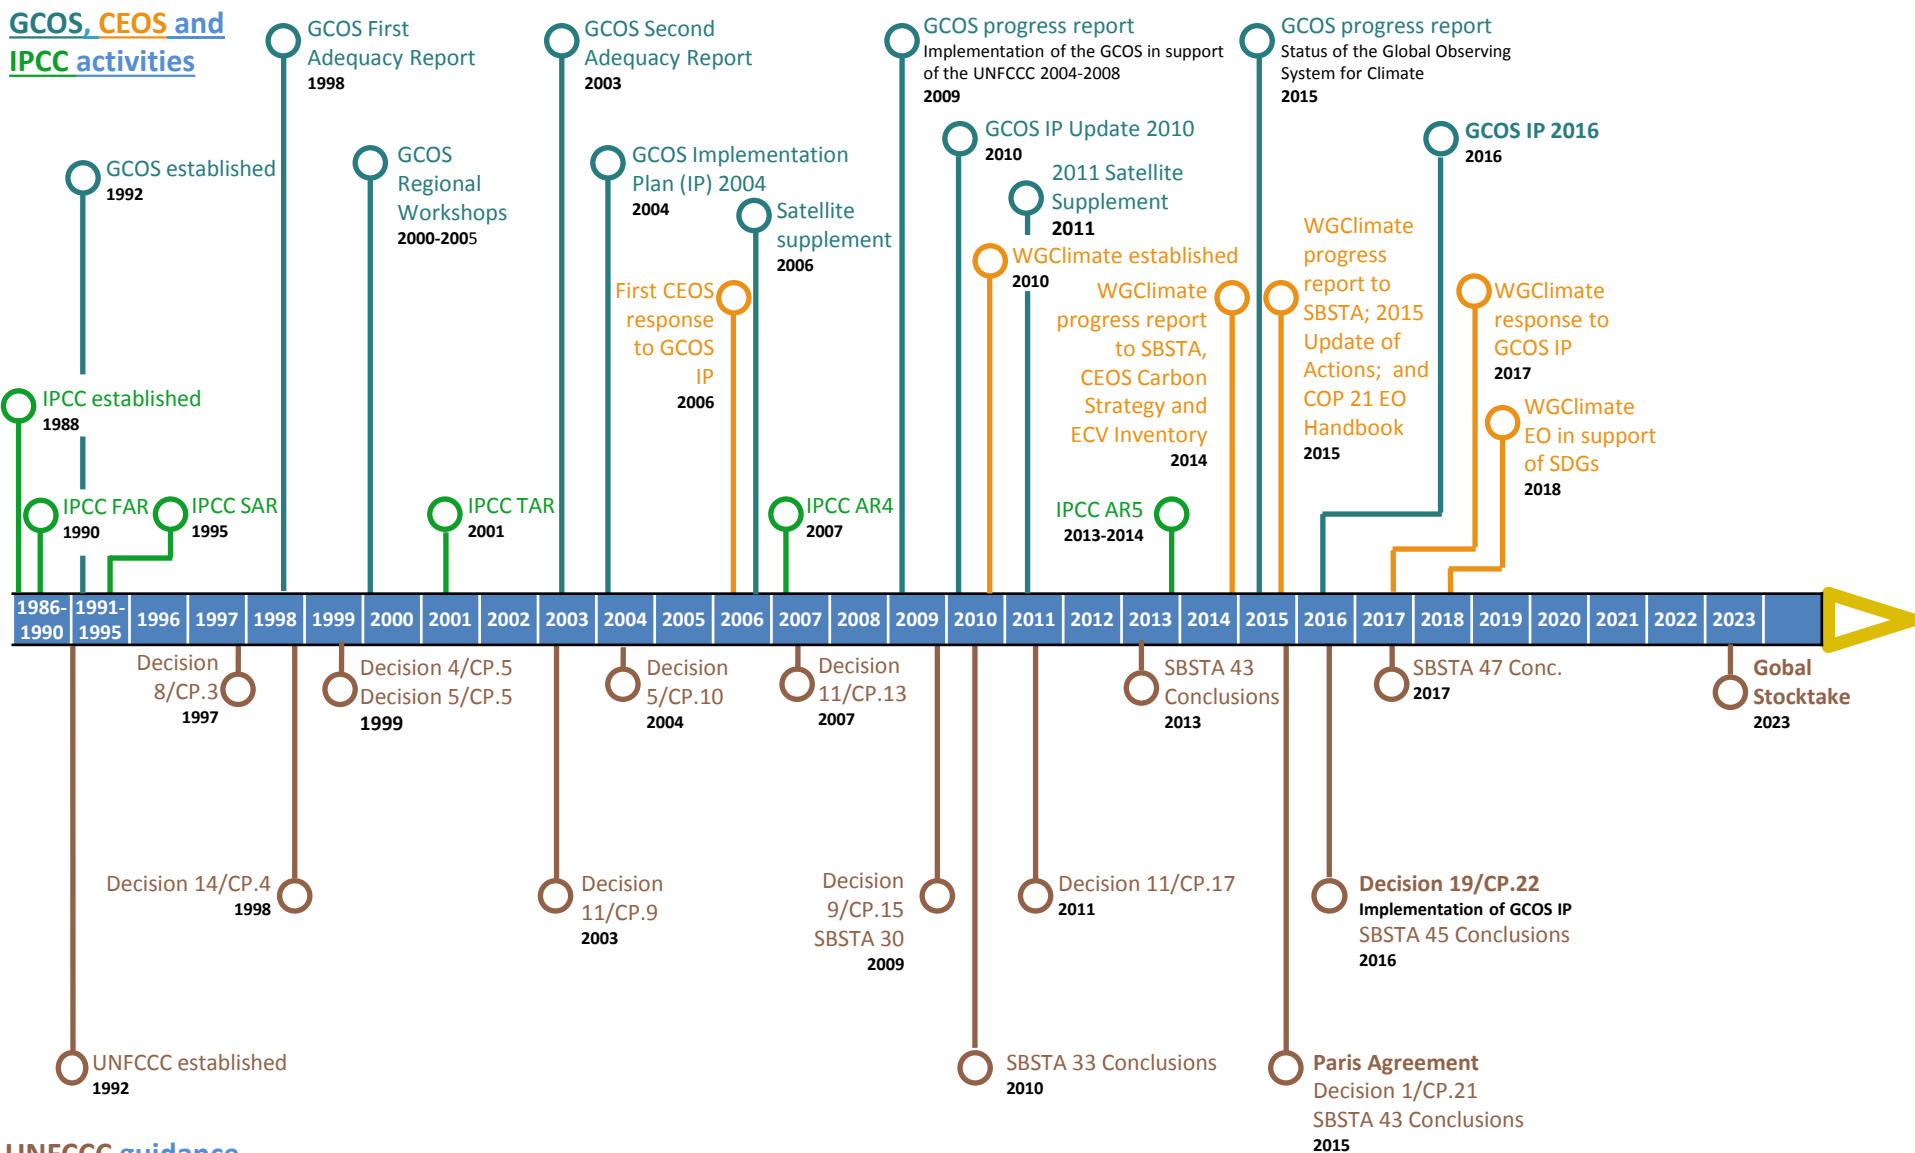 GCOS, CEOS and
IPCC activities
GCOS First
Adequacy Report
1998
GCOS Second
Adequacy Report
2003
GCOS progress report
Implementation of the GCOS in support
of the UNFCCC 2004-2008
2009
GCOS progress report
Status of the Global Observing
System for Climate
2015
GCOS established
1992
GCOS
Regional
Workshops
2000-2005
GCOS Implementation
Plan (IP) 2004
2004
Satellite
supplement
2006
GCOS IP Update 2010
2010
2011 Satellite
Supplement
2011
GCOS IP 2016
2016
First CEOS
response
to GCOS
IP
2006
WGClimate established
2010
WGClimate
progress report
to SBSTA,
CEOS Carbon
Strategy and
ECV Inventory
2014
WGClimate
progress
report to
SBSTA; 2015
Update of
Actions; and
COP 21 EO
Handbook
2015
WGClimate
response to
GCOS IP
2017
WGClimate
EO in support
of SDGs
2018
IPCC established
1988
IPCC FAR
1990
IPCC SAR
1995
IPCC TAR
2001
IPCC AR4
2007
IPCC AR5
2013-2014
1986-
1990
1991-
1995
1996
1997
1998
1999
2000
2001
2002
2003
2004
2005
2006
2007
2008
2009
2010
2011
2012
2013
2014
2015
2016
2017
2018
2019
2020
2021
2022
2023
Decision
8/CP.3
1997
Decision 4/CP.5
Decision 5/CP.5
1999
Decision
5/CP.10
2004
Decision
11/CP.13
2007
SBSTA 43
Conclusions
2013
SBSTA 47 Conc.
2017
Gobal
Stocktake
2023
Decision 14/CP.4
1998
Decision
11/CP.9
2003
Decision
9/CP.15
SBSTA 30
2009
Decision 11/CP.17
2011
Decision 19/CP.22
Implementation of GCOS IP
SBSTA 45 Conclusions
2016
UNFCCC established
1992
SBSTA 33 Conclusions
2010
Paris Agreement
Decision 1/CP.21
SBSTA 43 Conclusions
2015
UNFCCC guidance